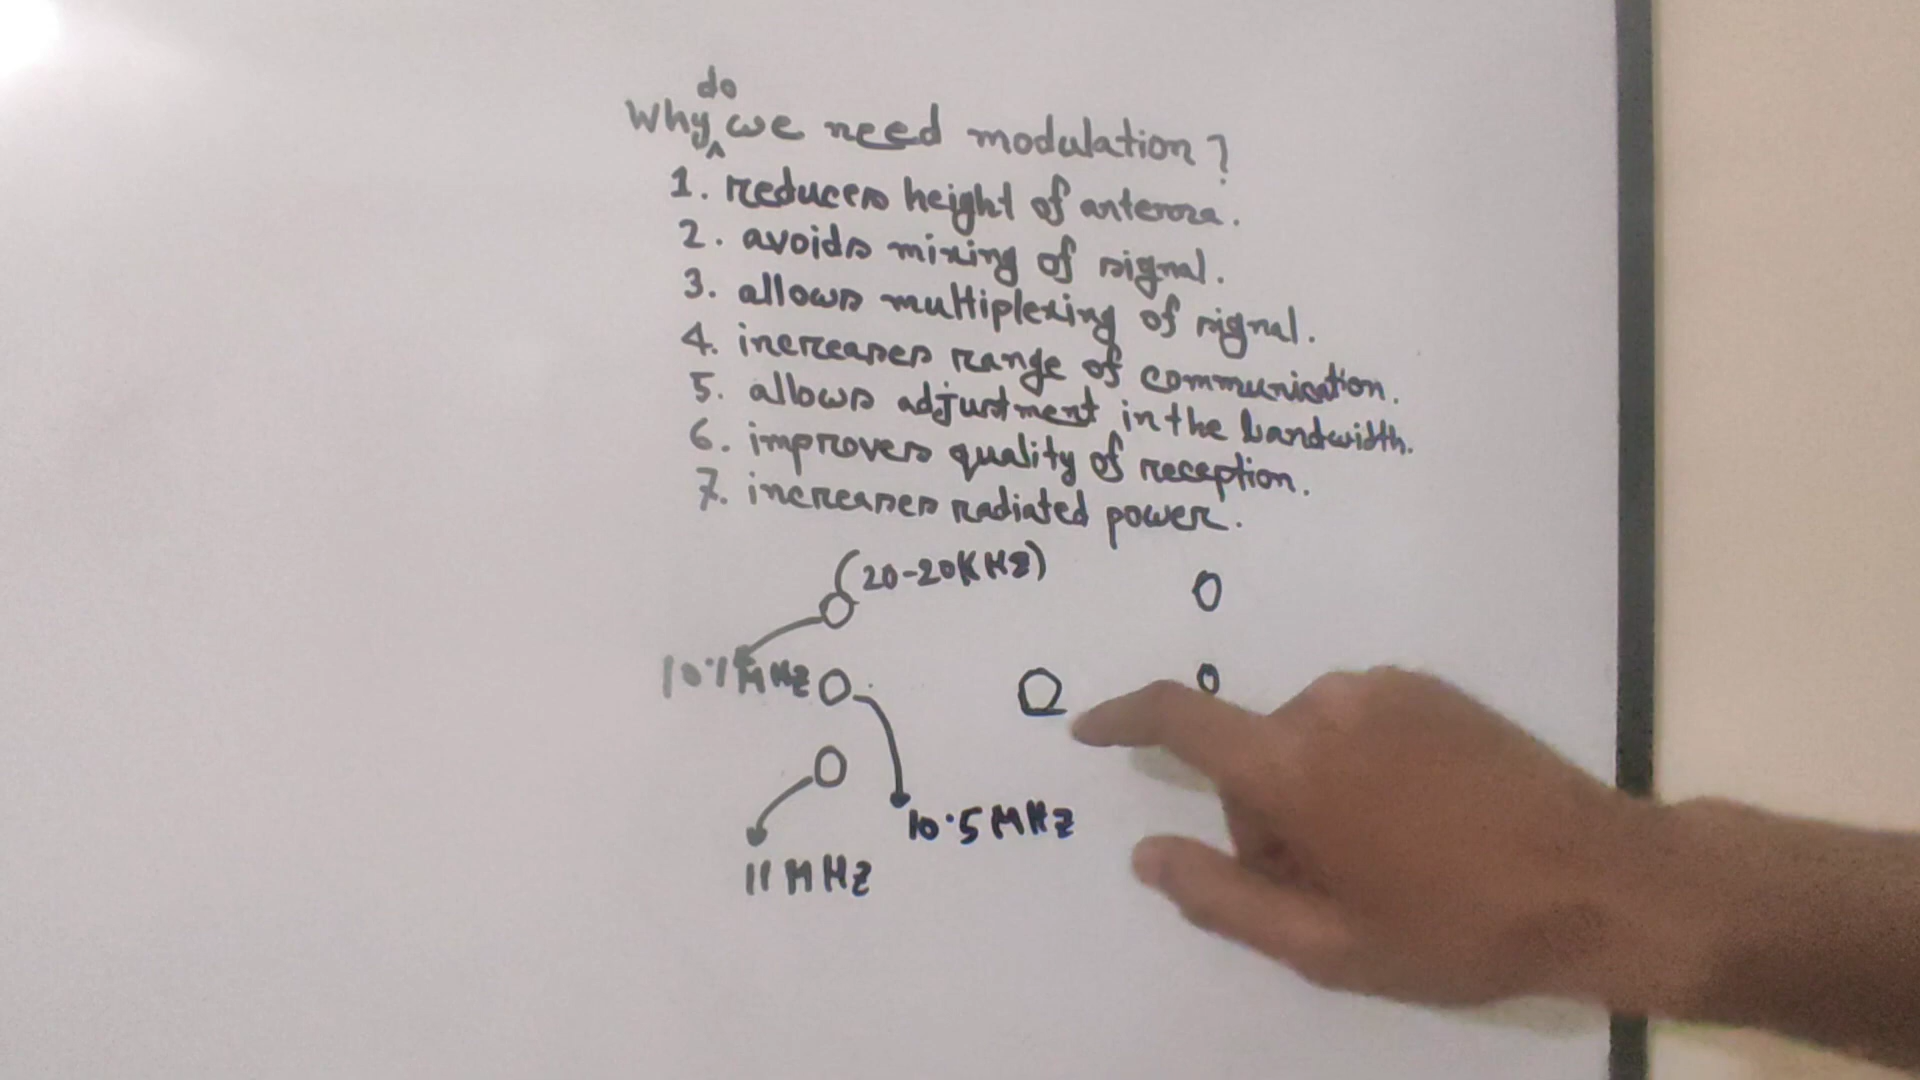 Why do we need modulation?
1. reduces height of antenna.
2. avoids mixing of signal.
3. allows multiplexing of signal.
4. increases range of communication.
5. allows adjustment in the bandwidth.
6. improves quality of reception.
7. increases radiated power.
(20-20KHz)
10.1MHz
10.5MHz
11MHz